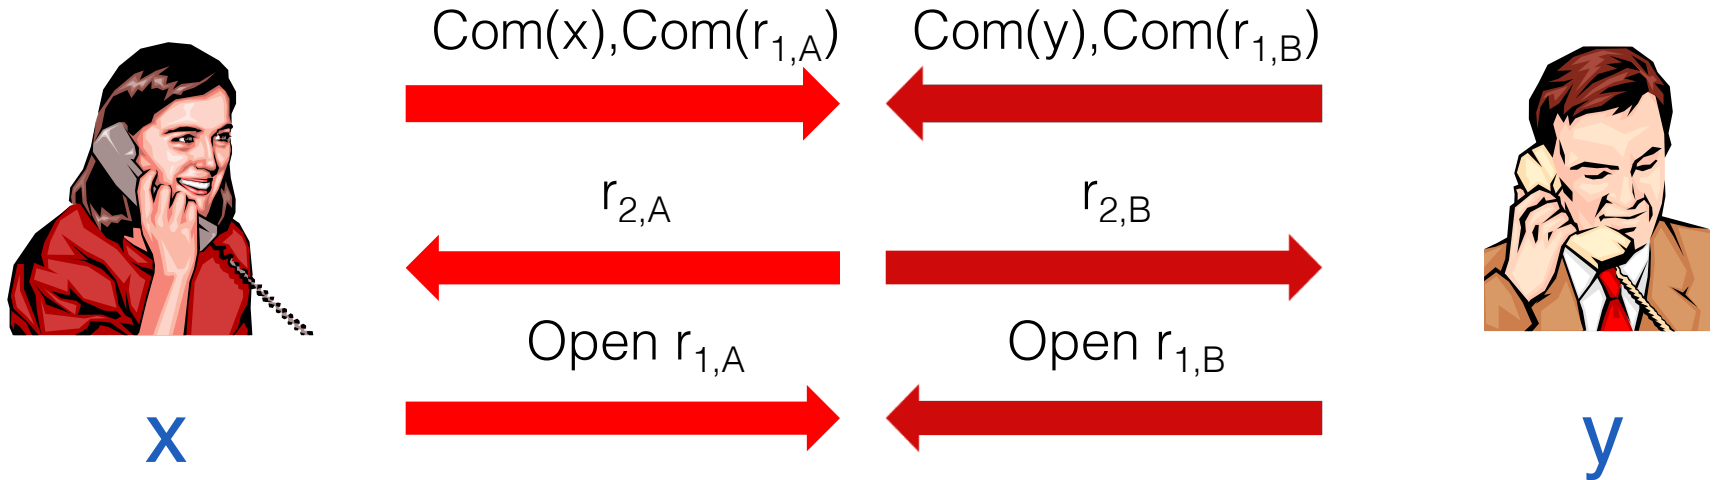 Com(x),Com(r1,A) Com(y),Com(r1,B)
r2,A r2,B
Open r1,A Open r1,B
x y